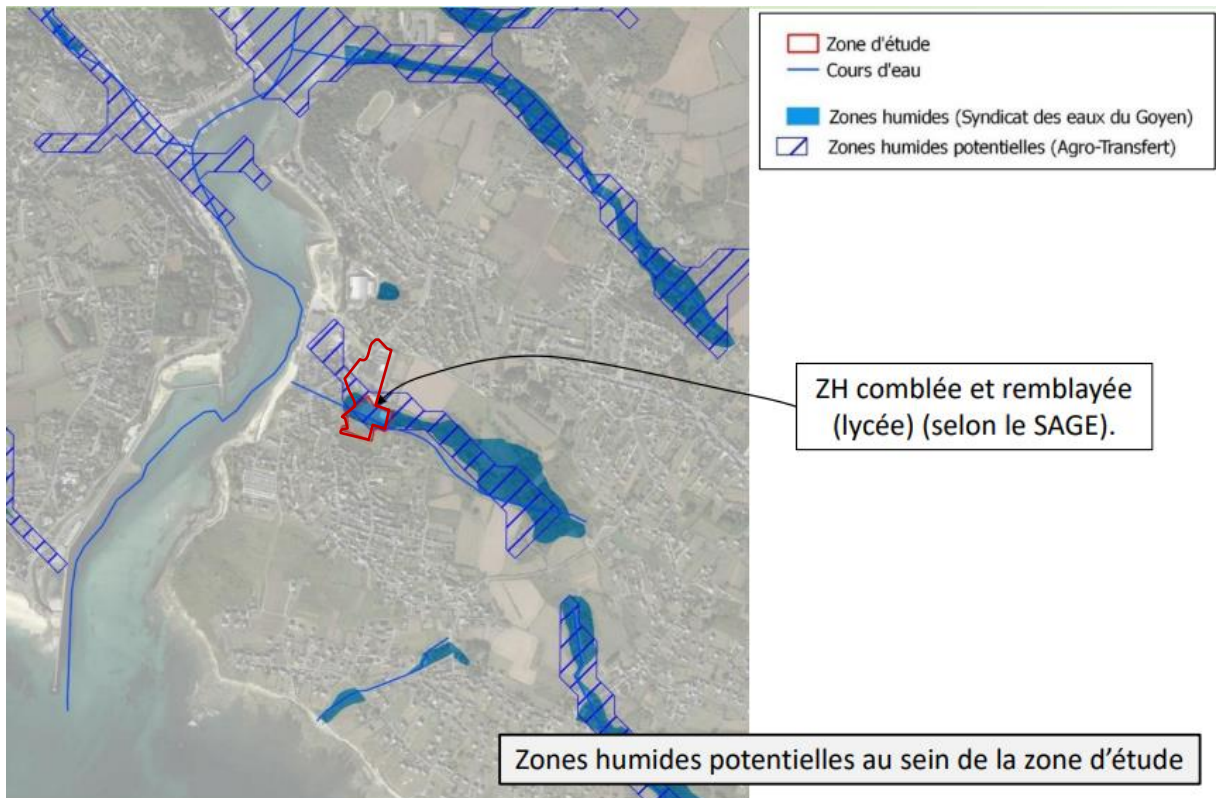 Zone d'étude
Cours d'eau
Zones humides (Syndicat des eaux du Goyen)
Zones humides potentielles (Agro-Transfert)
ZH comblée et remblayée
(lycée) (selon le SAGE).
Zones humides potentielles au sein de la zone d’étude